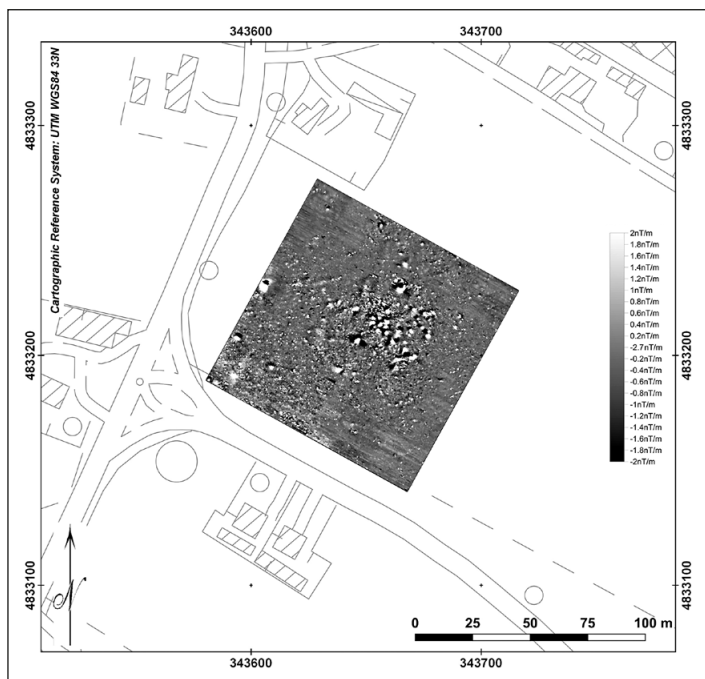 343600 343700
Cartographic Reference System: UTM WGS84 33N
4833300 4833300
2nT/m
1.8nT/m
1.6nT/m
1.4nT/m
1.2nT/m
1nT/m
0.8nT/m
0.6nT/m
0.4nT/m
0.2nT/m
-2.7nT/m
-0.2nT/m
-0.4nT/m
-0.6nT/m
-0.8nT/m
-1nT/m
-1.2nT/m
-1.4nT/m
-1.6nT/m
-1.8nT/m
-2nT/m
4833200 4833200
N
4833100 4833100
0 25 50 75 100 m
343600 343700